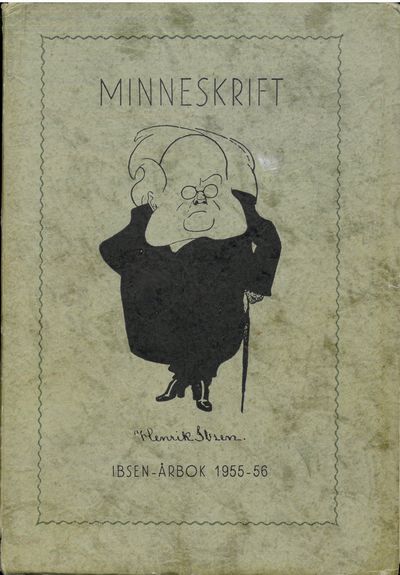 MINNESKRIFT
Henrik Ibsen.
IBSEN-ÅRBOK 1955-56